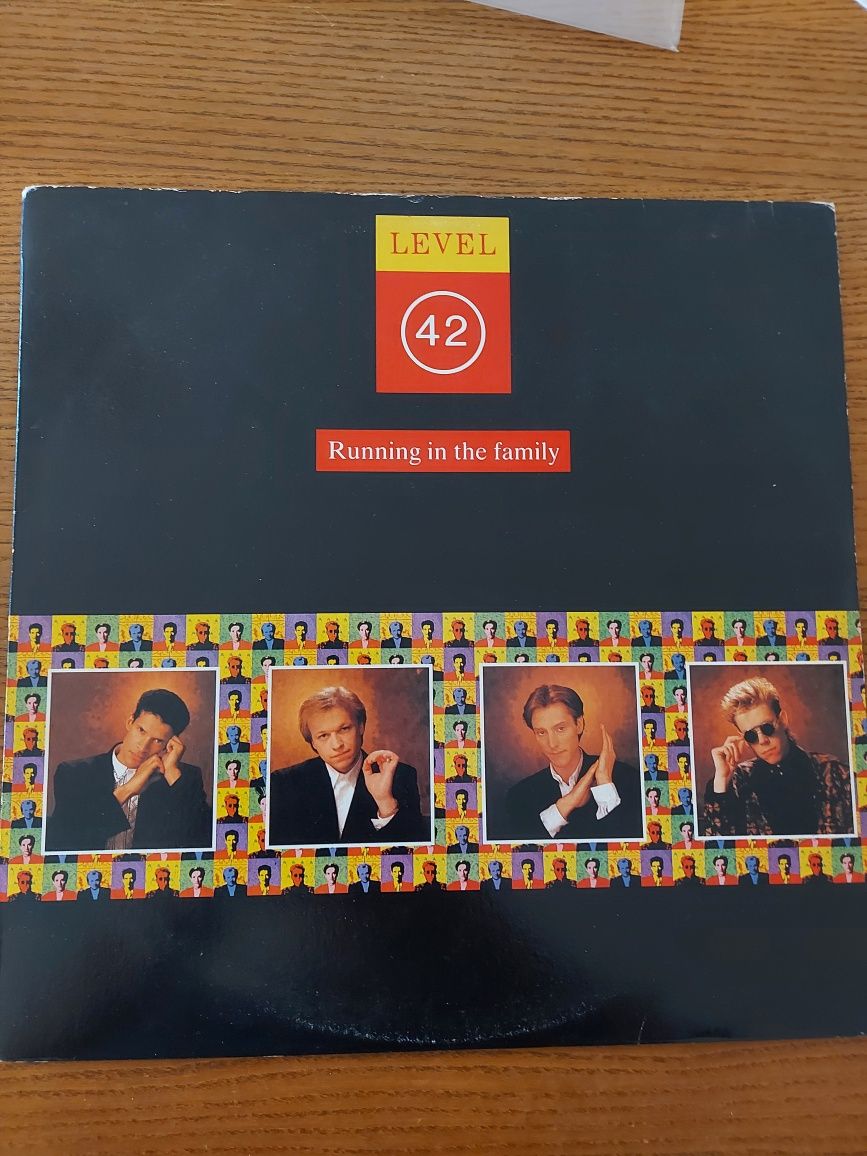 LEVEL
42
Running in the family